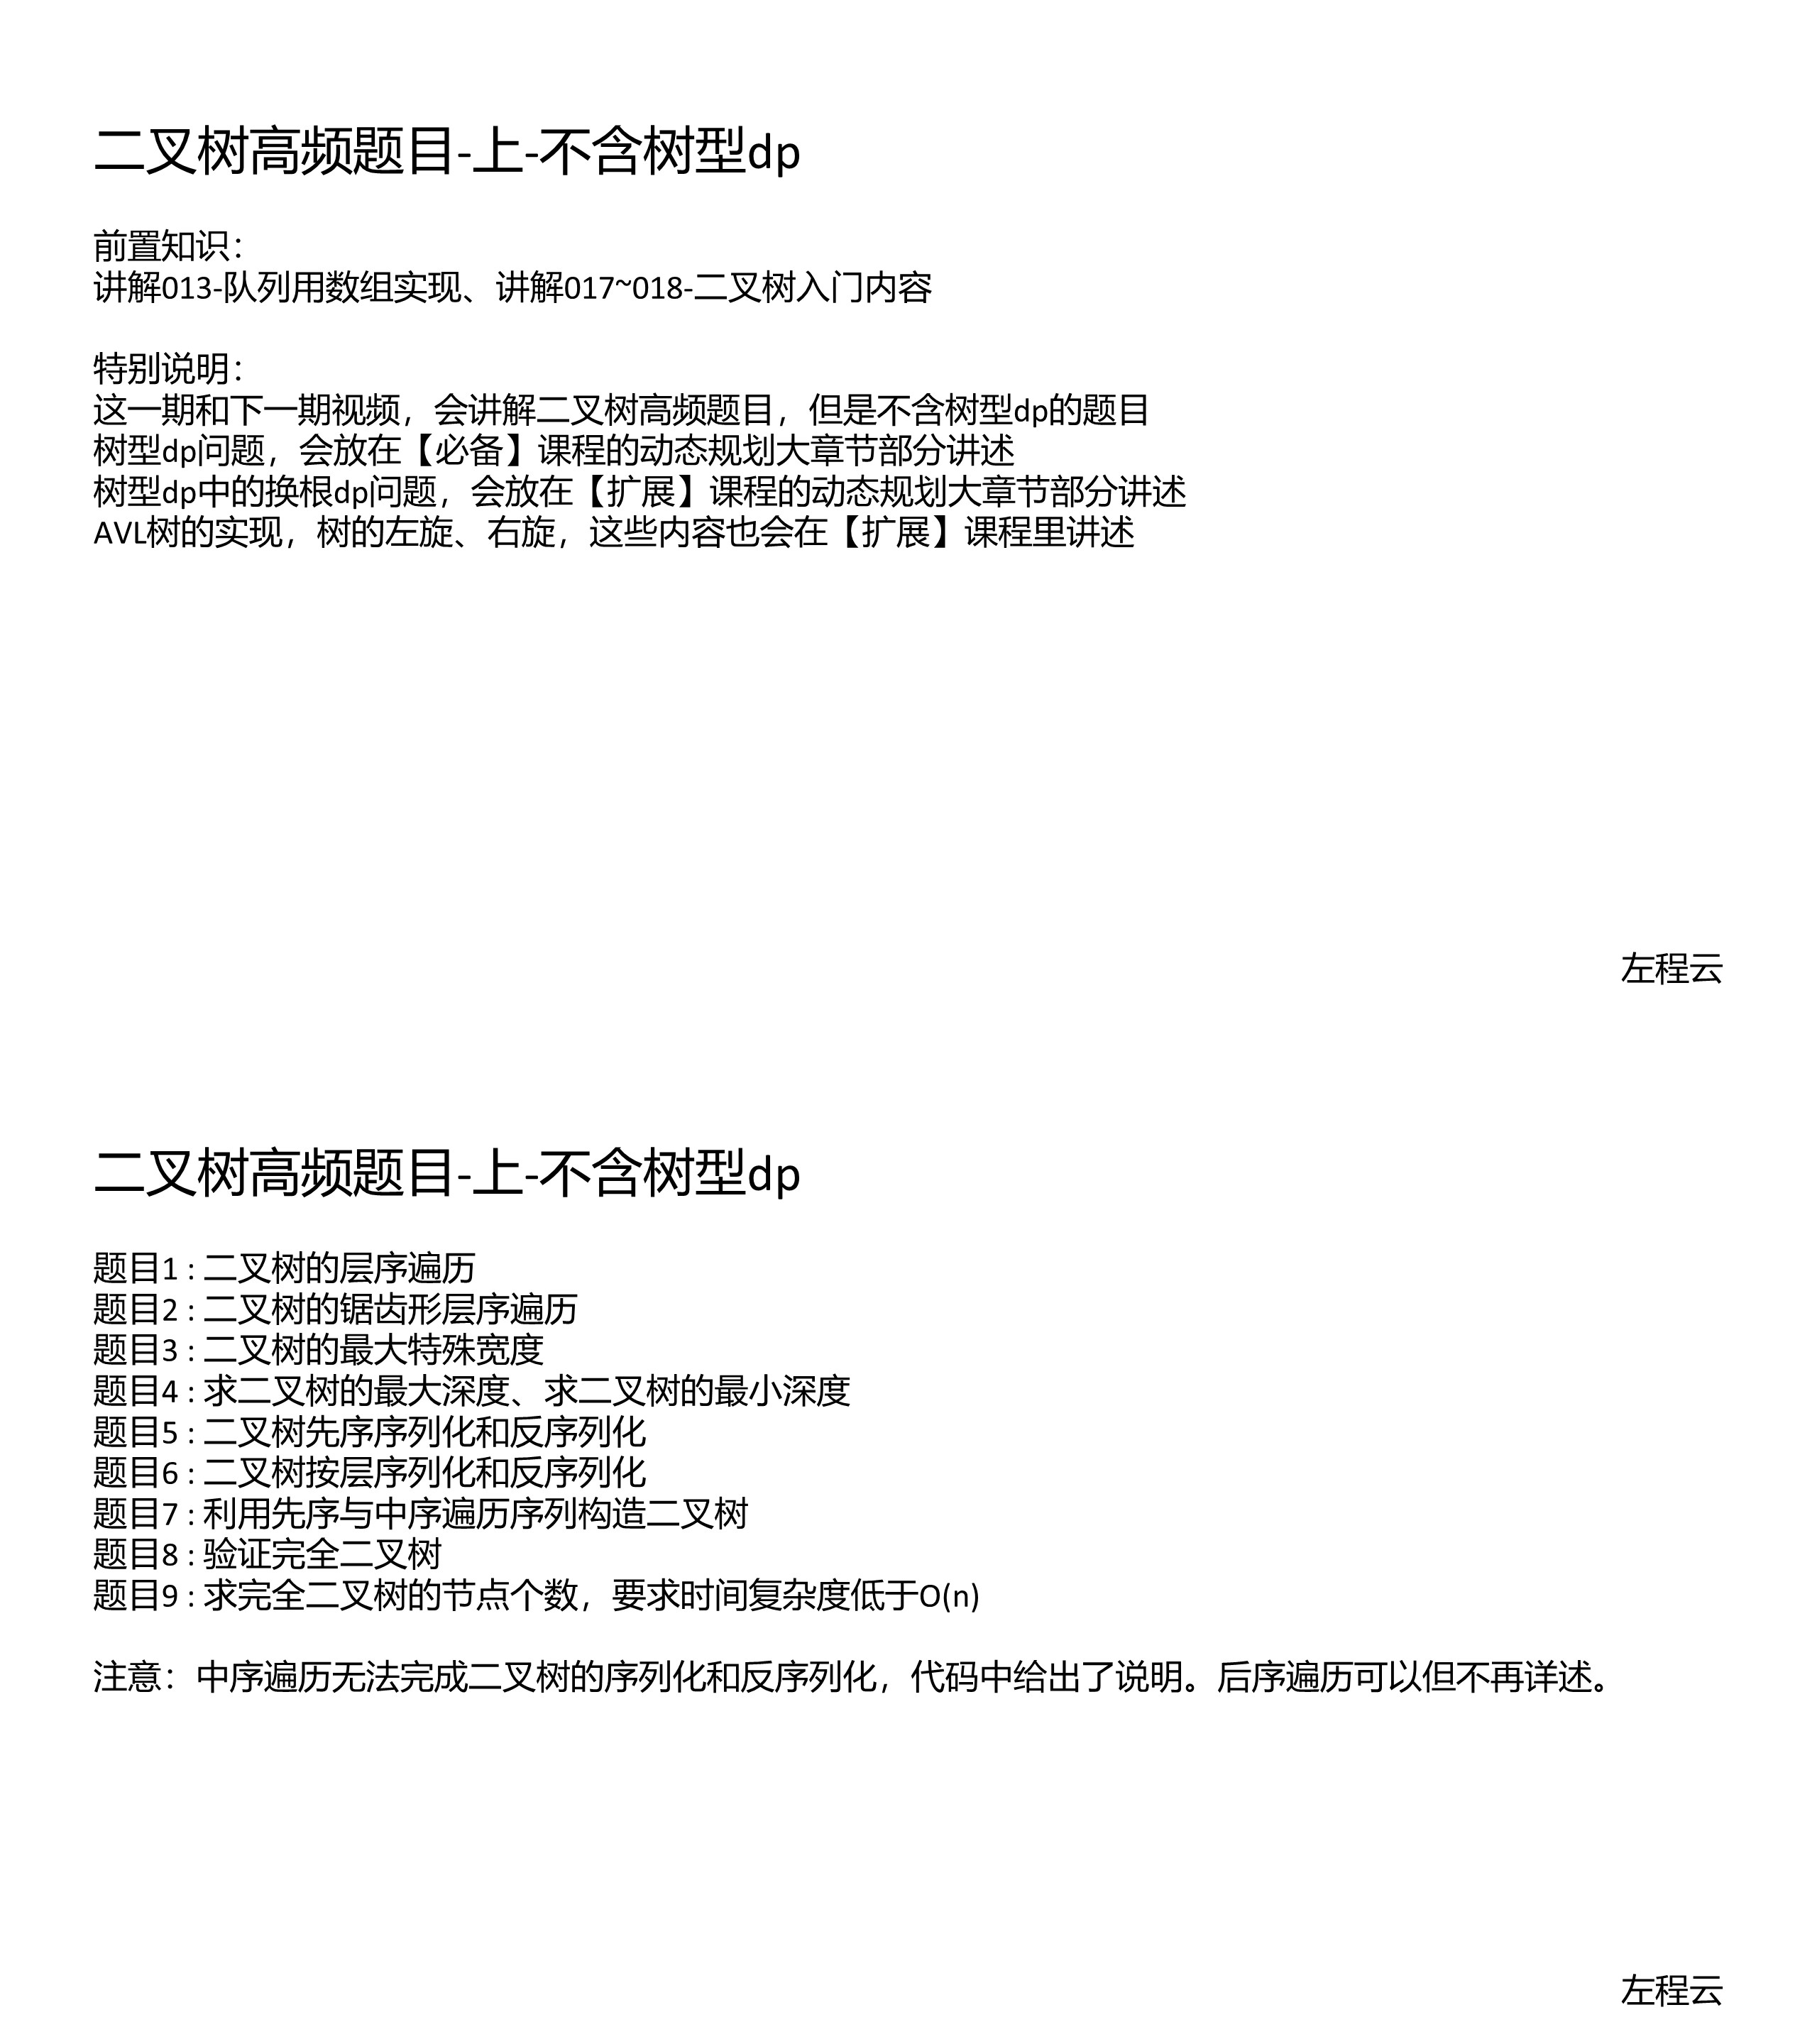 二叉树高频题目-上-不含树型dp
前置知识：
讲解013-队列用数组实现、讲解017~018-二叉树入门内容
特别说明：
这一期和下一期视频，会讲解二叉树高频题目，但是不含树型dp的题目
树型dp问题，会放在【必备】课程的动态规划大章节部分讲述
树型dp中的换根dp问题，会放在【扩展】课程的动态规划大章节部分讲述
AVL树的实现，树的左旋、右旋，这些内容也会在【扩展】课程里讲述
左程云
二叉树高频题目-上-不含树型dp
题目1 : 二叉树的层序遍历
题目2 : 二叉树的锯齿形层序遍历
题目3 : 二叉树的最大特殊宽度
题目4 : 求二叉树的最大深度、求二叉树的最小深度
题目5 : 二叉树先序序列化和反序列化
题目6 : 二叉树按层序列化和反序列化
题目7 : 利用先序与中序遍历序列构造二叉树
题目8 : 验证完全二叉树
题目9 : 求完全二叉树的节点个数，要求时间复杂度低于O(n)
注意：中序遍历无法完成二叉树的序列化和反序列化，代码中给出了说明。后序遍历可以但不再详述。
左程云